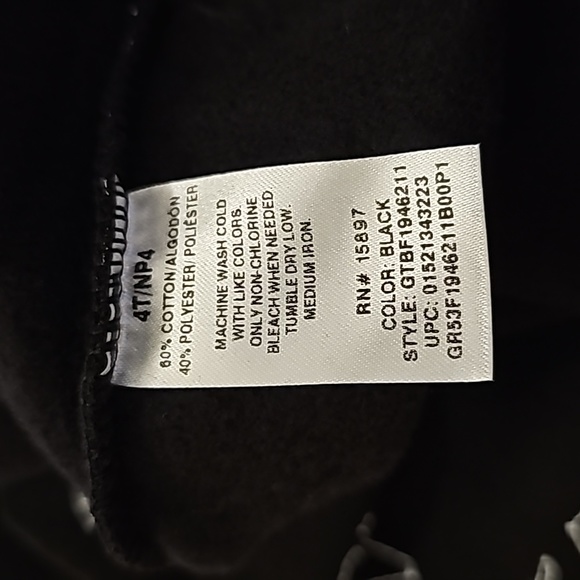 4T/NP4
60% COTTON/ALGODÓN
40% POLYESTER/POLIÉSTER
MACHINE WASH COLD
WITH LIKE COLORS.
ONLY NON-CHLORINE
BLEACH WHEN NEEDED
TUMBLE DRY LOW.
MEDIUM IRON.
RN# 15897
COLOR: BLACK
STYLE: GTBF1946211
UPC: 01521343223
GR53F1946211B00P1